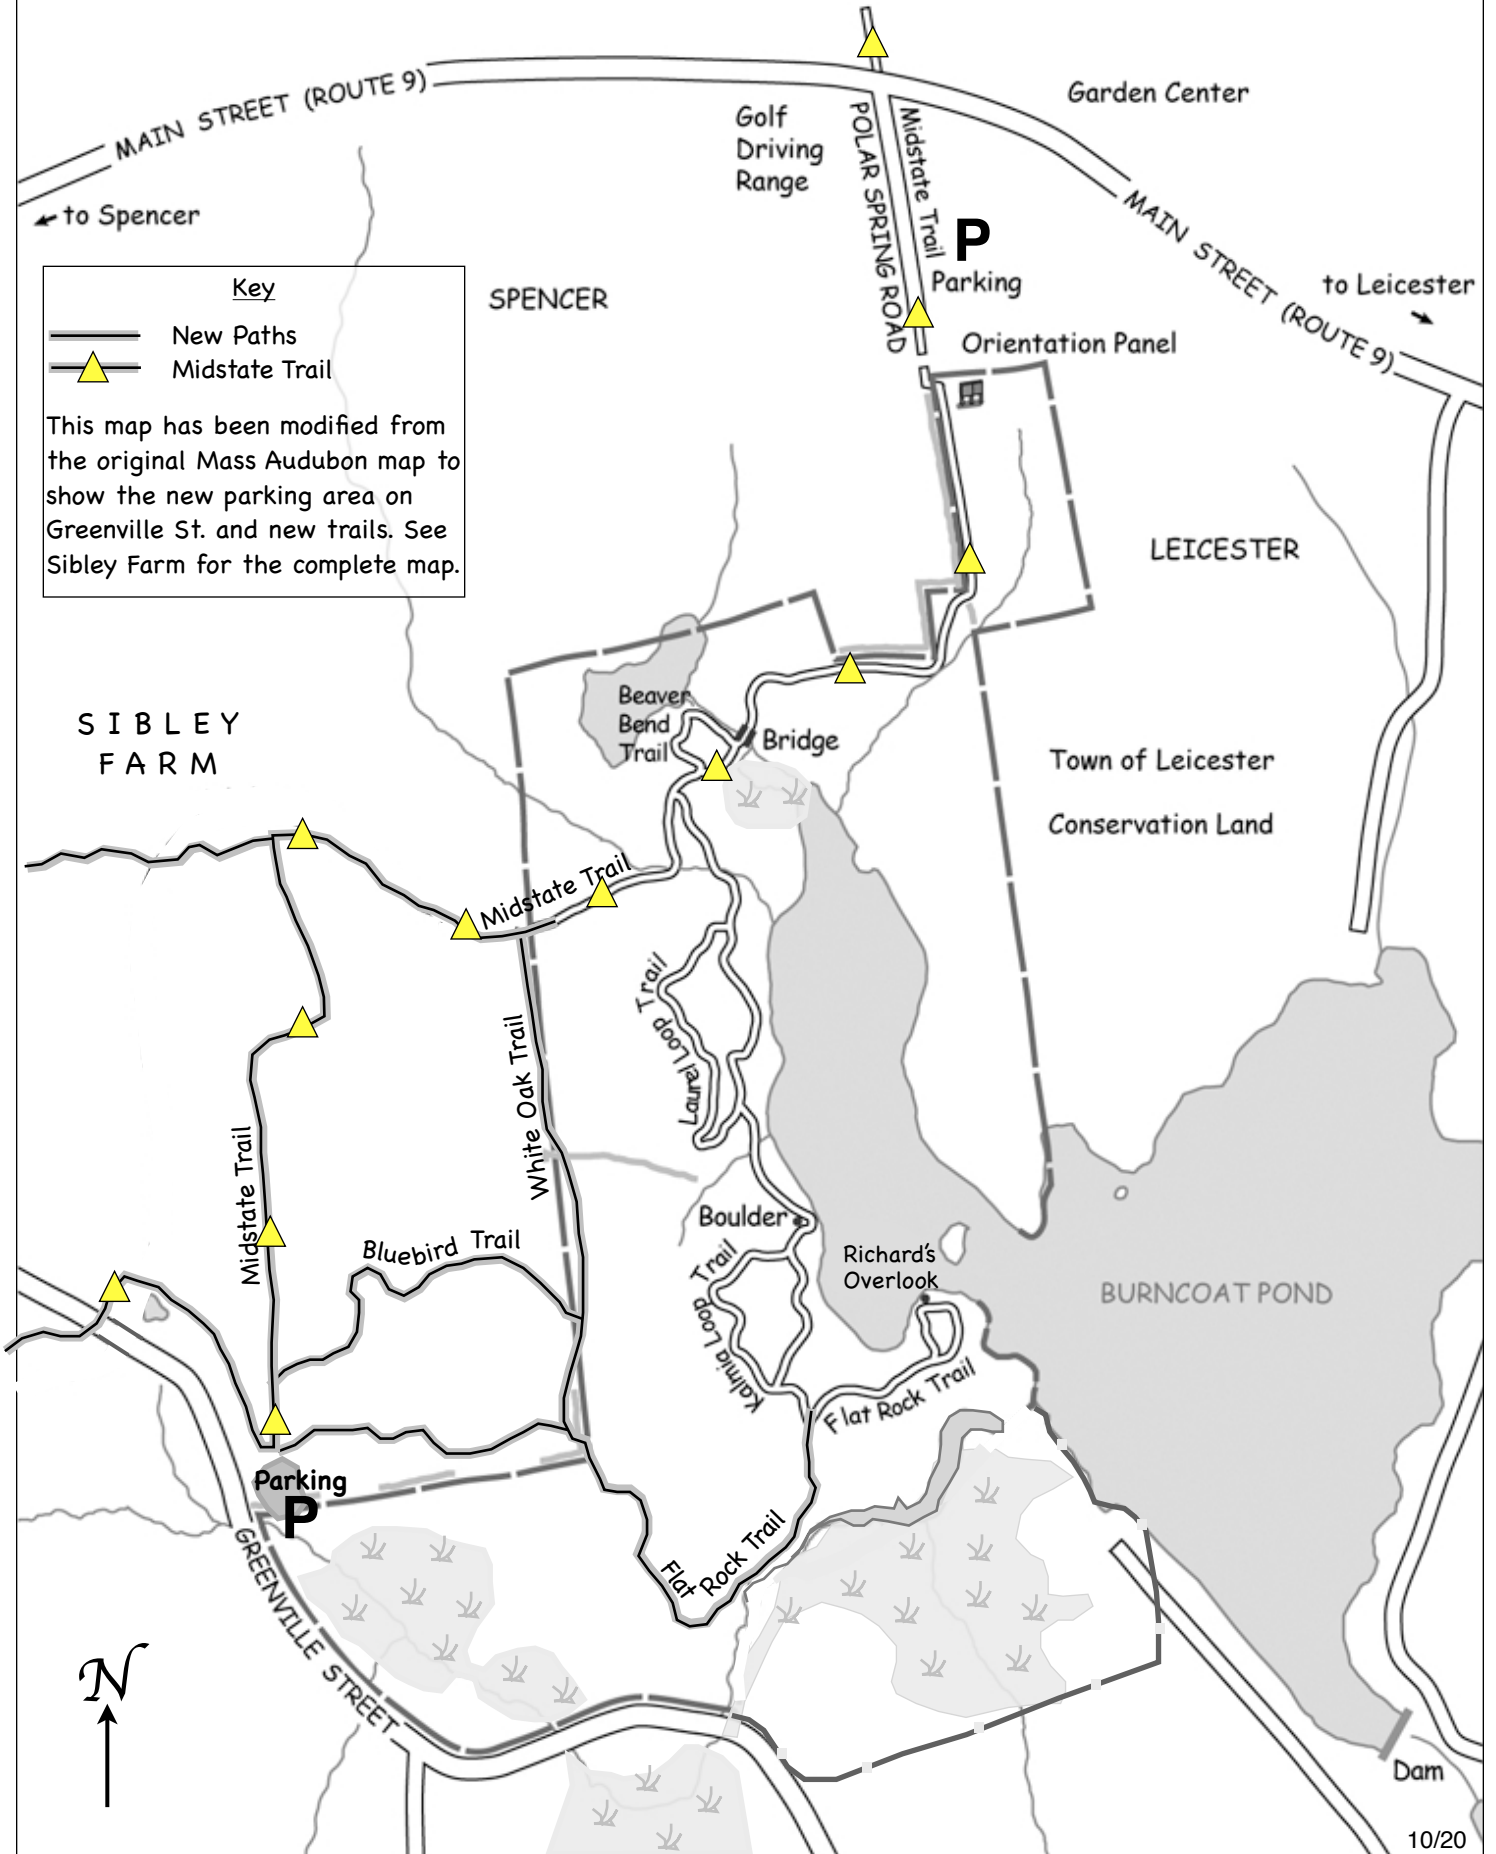 MAIN STREET (ROUTE 9)
Garden Center
Golf
Driving
Range
POLAR SPRING ROAD
Midstate Trail
MAIN STREET (ROUTE 9)
to Spencer
P
Parking
to Leicester
SPENCER
Orientation Panel
Key
New Paths
Midstate Trail
This map has been modified from
the original Mass Audubon map to
show the new parking area on
Greenville St. and new trails. See
Sibley Farm for the complete map.
LEICESTER
SIBLEY
FARM
Beaver
Bend
Trail
Bridge
Town of Leicester
Conservation Land
Midstate Trail
Laurel Loop Trail
White Oak Trail
Midstate Trail
Bluebird Trail
Boulder
Richard's
Overlook
BURNCOAT POND
Kalmia Loop Trail
Flat Rock Trail
Parking
P
Flat Rock Trail
GREENVILLE STREET
N
Dam
10/20